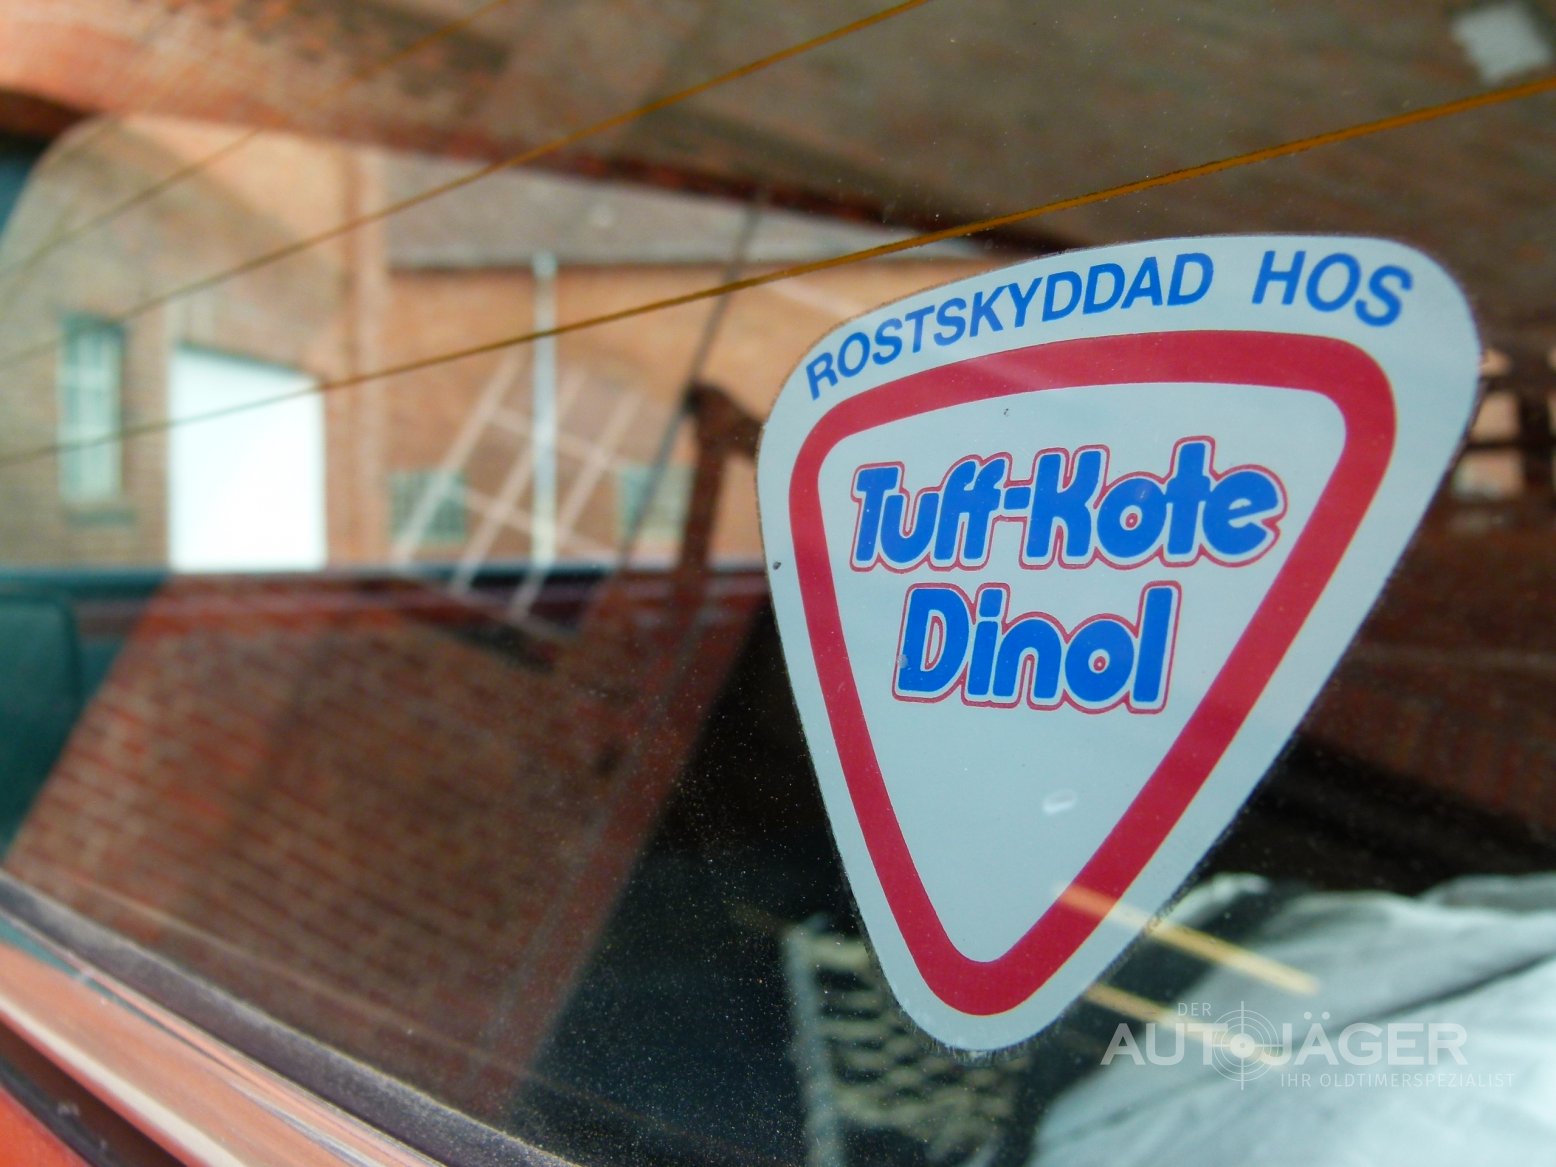 ROSTSKYDDAD HOS
Tuff-Kote
Dinol
DER
AUTOJÄGER
IHR OLDTIMERSPEZIALIST